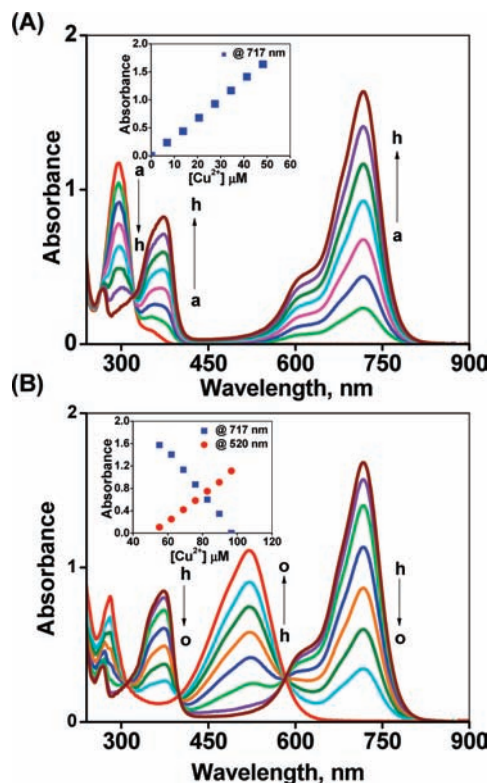 (A)
2
1
0
Absorbance
@ 717 nm
2.0
1.5
1.0
0.5
0.0
Absorbance
0 10 20 30 40 50 60
[Cu²⁺] μM
a
h
h
a
h
a
300 450 600 750 900
Wavelength, nm
(B)
2
1
0
Absorbance
@ 717 nm
@ 520 nm
1.8
1.2
0.6
0.0
Absorbance
40 60 80 100 120
[Cu²⁺] μM
h
o
o
h
h
o
300 450 600 750 900
Wavelength, nm